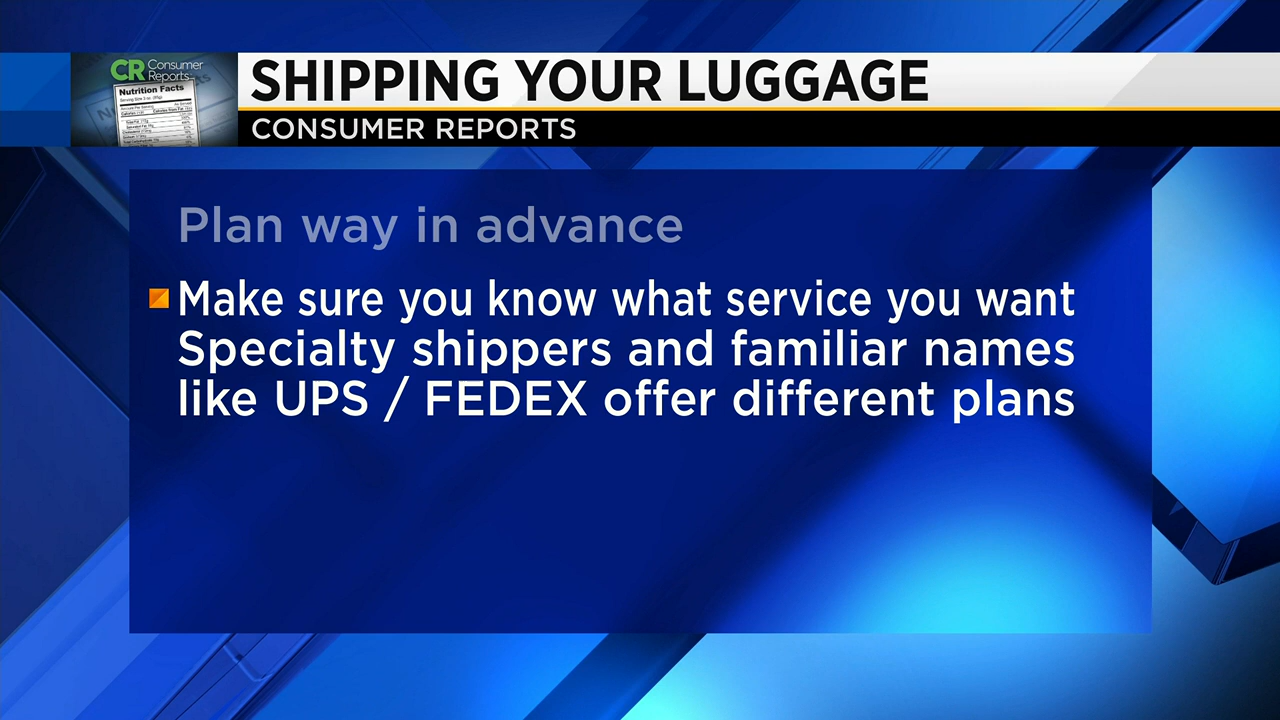 CR Consumer
Reports
Nutrition Facts
SHIPPING YOUR LUGGAGE
CONSUMER REPORTS
Plan way in advance
Make sure you know what service you want
Specialty shippers and familiar names
like UPS / FEDEX offer different plans